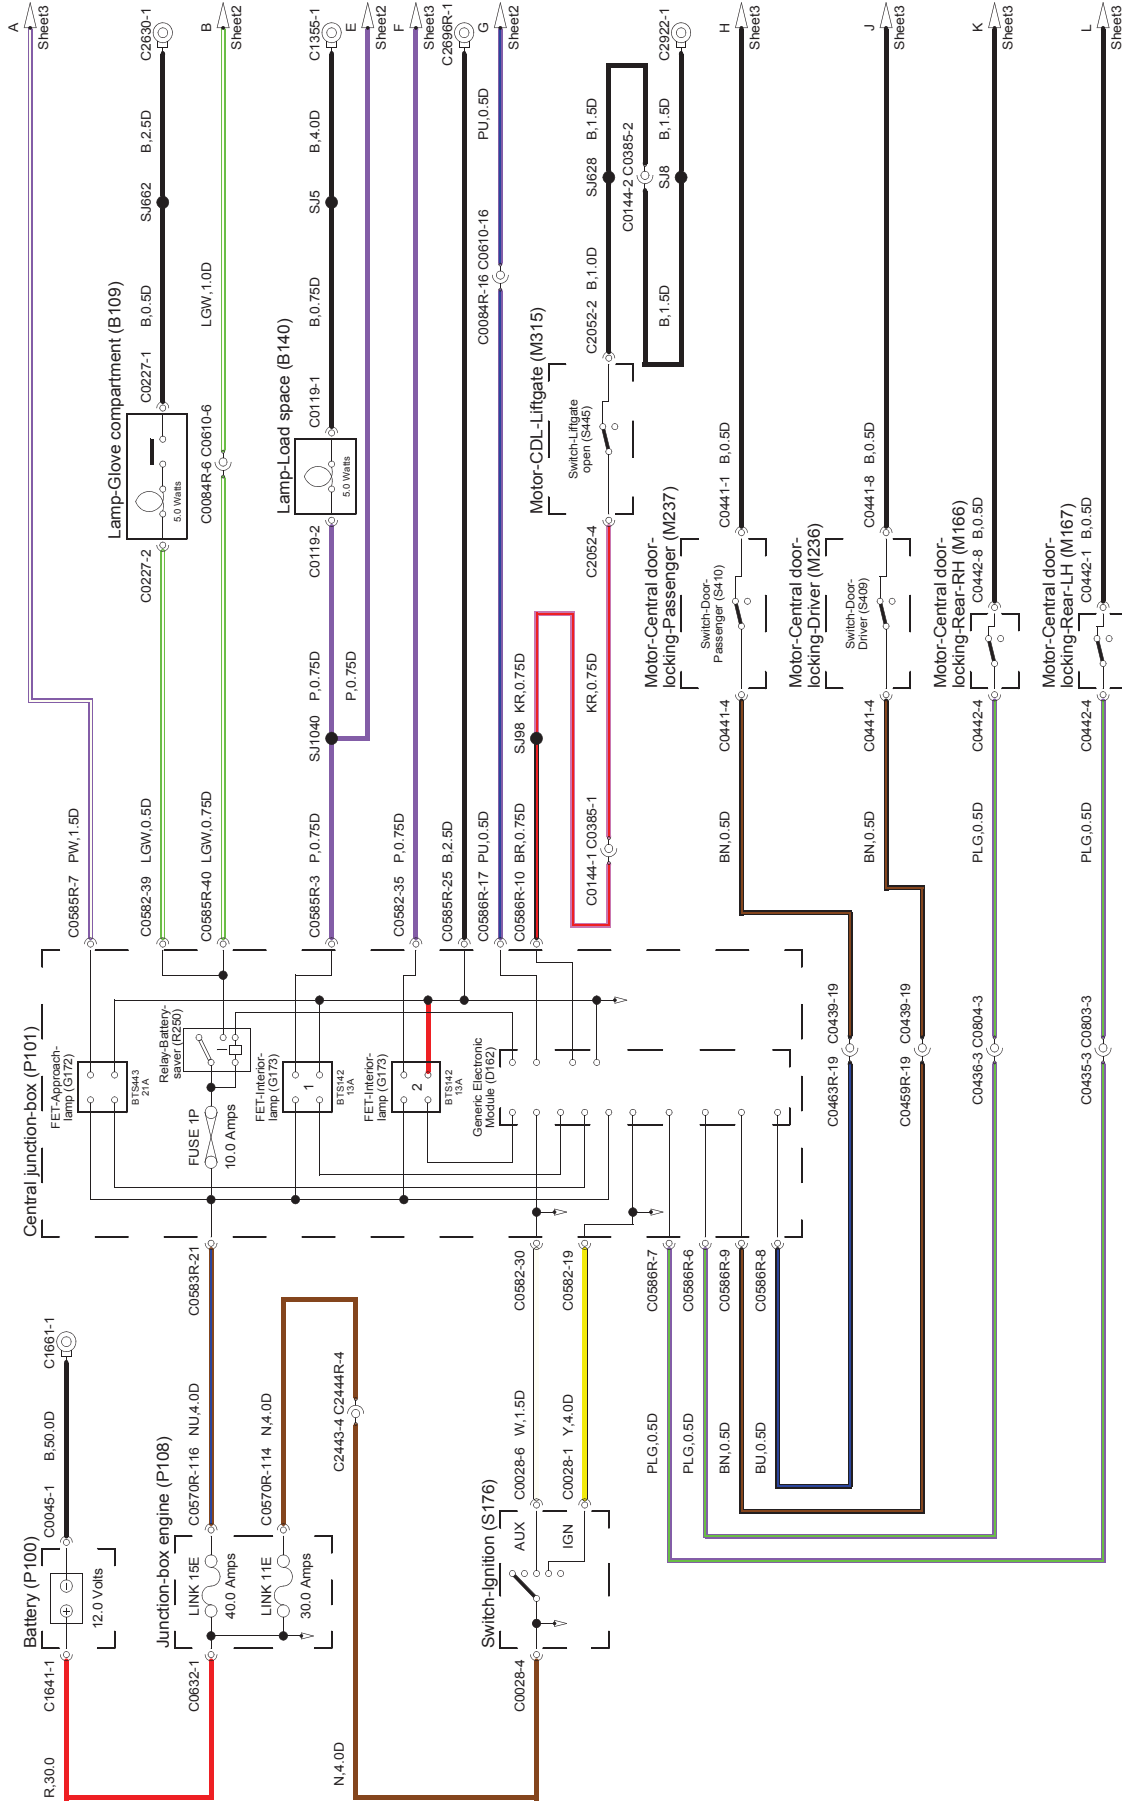 A
Sheet3
C2630-1
B
Sheet2
C1355-1
E
Sheet2
F
Sheet3
C2696R-1
G
Sheet2
C2922-1
H
Sheet3
J
Sheet3
K
Sheet3
L
Sheet3
B,2.5D
SJ662
B,0.5D
C0227-1
LGW,1.0D
C0084R-6 C0610-6
B,4.0D
SJ5
B,0.75D
C0119-1
PU,0.5D
C0084R-16 C0610-16
B,1.5D
SJ628
C0144-2 C0385-2
B,1.5D
SJ8
B,1.0D
C2052-2
B,1.5D
Lamp-Glove compartment (B109)
5.0 Watts
C0227-2
Lamp-Load space (B140)
5.0 Watts
C0119-2
Motor-CDL-Liftgate (M315)
Switch-Liftgate
open (S445)
C2052-4
Motor-Central door-
locking-Passenger (M237)
C0441-1 B,0.5D
Switch-Door-
Passenger (S410)
C0441-4
Motor-Central door-
locking-Driver (M236)
C0441-8 B,0.5D
Switch-Door-
Driver (S409)
C0441-4
Motor-Central door-
locking-Rear-RH (M166)
C0442-8 B,0.5D
C0442-4
Motor-Central door-
locking-Rear-LH (M167)
C0442-1 B,0.5D
C0442-4
P,0.75D
SJ1040
P,0.75D
KR,0.75D
SJ98
KR,0.75D
C0144-1 C0385-1
C0585R-7 PW,1.5D
C0582-39 LGW,0.5D
C0585R-40 LGW,0.75D
C0585R-3 P,0.75D
C0582-35 P,0.75D
C0585R-25 B,2.5D
C0586R-17 PU,0.5D
C0586R-10 BR,0.75D
BN,0.5D
BN,0.5D
PLG,0.5D
PLG,0.5D
Central junction-box (P101)
FET-Approach-
lamp (G172)
BTS443
21A
Relay-Battery-
saver (R250)
FUSE 1P
10.0 Amps
FET-Interior-
lamp (G173)
1
BTS142
13A
FET-Interior-
lamp (G173)
2
BTS142
13A
Generic Electronic
Module (D162)
C0463R-19 C0439-19
C0459R-19 C0439-19
C0436-3 C0804-3
C0435-3 C0803-3
C0583R-21
C0582-30
C0582-19
C0586R-7
C0586R-6
C0586R-9
C0586R-8
C1661-1
B,50.0D
C0045-1
Battery (P100)
12.0 Volts
C1641-1
R,30.0
Junction-box engine (P108)
C0570R-116 NU,4.0D
LINK 15E
40.0 Amps
C0570R-114 N,4.0D
LINK 11E
30.0 Amps
C0632-1
C2443-4 C2444R-4
N,4.0D
Switch-Ignition (S176)
C0028-6 W,1.5D
C0028-1 Y,4.0D
AUX
IGN
C0028-4
PLG,0.5D
PLG,0.5D
BN,0.5D
BU,0.5D